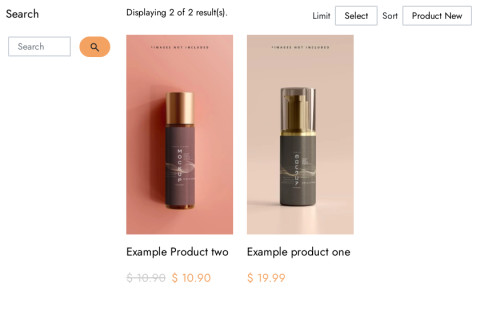 Search
Displaying 2 of 2 result(s).
Limit
Select
Sort
Product New
Search
*IMAGES NOT INCLUDED
*IMAGES NOT INCLUDED
Example Product two
Example product one
$ 10.90 $ 10.90
$ 19.99